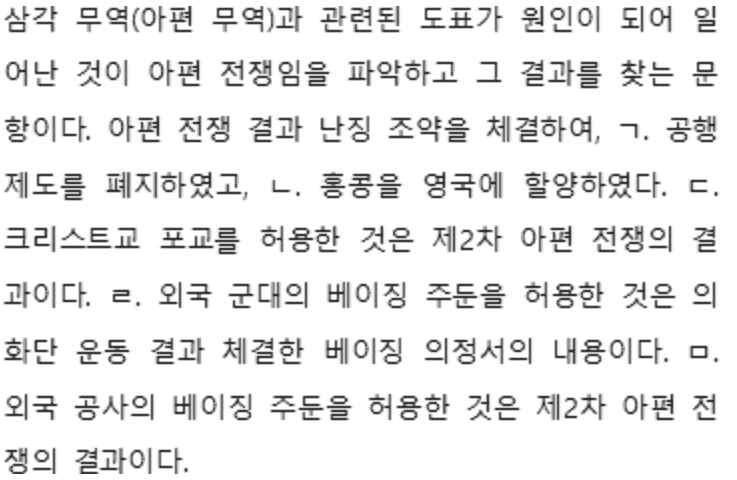 삼각 무역(아편 무역)과 관련된 도표가 원인이 되어 일
어난 것이 아편 전쟁임을 파악하고 그 결과를 찾는 문
항이다. 아편 전쟁 결과 난징 조약을 체결하여, ㄱ. 공행
제도를 폐지하였고, ㄴ. 홍콩을 영국에 할양하였다. ㄷ.
크리스트교 포교를 허용한 것은 제2차 아편 전쟁의 결
과이다. ㄹ. 외국 군대의 베이징 주둔을 허용한 것은 의
화단 운동 결과 체결한 베이징 의정서의 내용이다. ㅁ.
외국 공사의 베이징 주둔을 허용한 것은 제2차 아편 전
쟁의 결과이다.